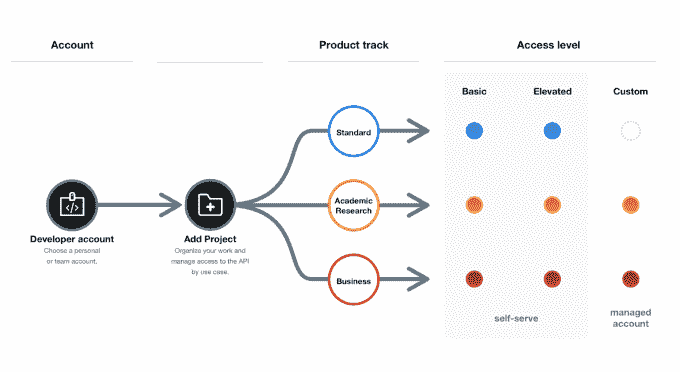 Account
Product track
Access level
Basic
Elevated
Custom
Standard
Academic
Research
Business
Developer account
Choose a personal
or team account.
Add Project
Organize your work and
manage access to the API
by use case.
self-serve
managed
account